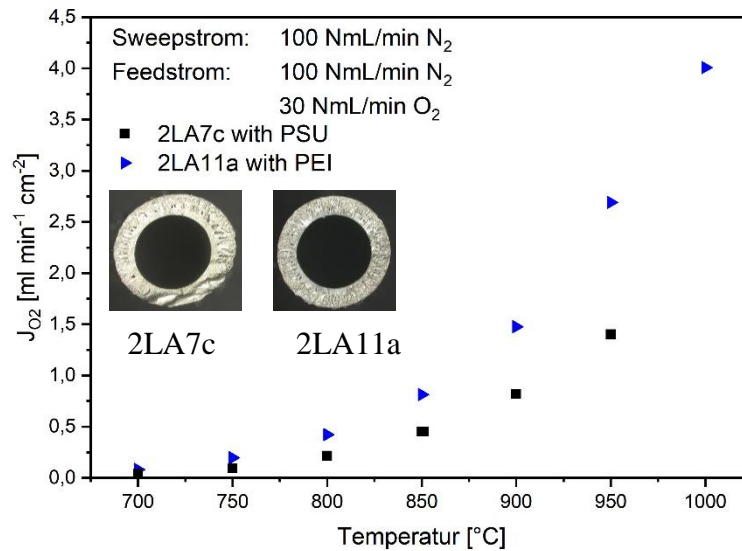 4,5
4,0
3,5
3,0
2,5
2,0
1,5
1,0
0,5
0,0
J_O2 [ml min⁻¹ cm⁻²]
Sweepstrom: 100 NmL/min N₂
Feedstrom: 100 NmL/min N₂
30 NmL/min O₂
2LA7c with PSU
2LA11a with PEI
2LA7c 2LA11a
700 750 800 850 900 950 1000
Temperatur [°C]